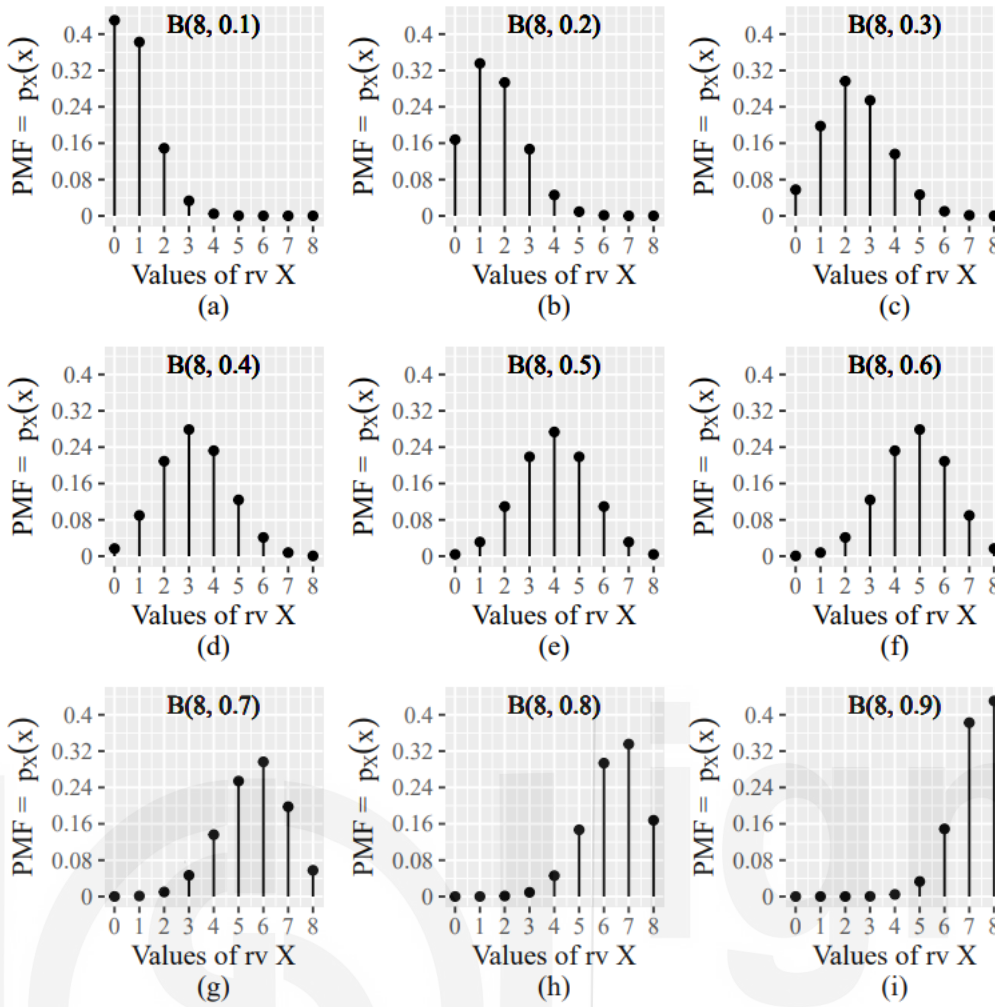 B(8, 0.1)
PMF = pX(x)
0.4
0.32
0.24
0.16
0.08
0
0 1 2 3 4 5 6 7 8
Values of rv X
(a)
B(8, 0.2)
PMF = pX(x)
0.4
0.32
0.24
0.16
0.08
0
0 1 2 3 4 5 6 7 8
Values of rv X
(b)
B(8, 0.3)
PMF = pX(x)
0.4
0.32
0.24
0.16
0.08
0
0 1 2 3 4 5 6 7 8
Values of rv X
(c)
B(8, 0.4)
PMF = pX(x)
0.4
0.32
0.24
0.16
0.08
0
0 1 2 3 4 5 6 7 8
Values of rv X
(d)
B(8, 0.5)
PMF = pX(x)
0.4
0.32
0.24
0.16
0.08
0
0 1 2 3 4 5 6 7 8
Values of rv X
(e)
B(8, 0.6)
PMF = pX(x)
0.4
0.32
0.24
0.16
0.08
0
0 1 2 3 4 5 6 7 8
Values of rv X
(f)
B(8, 0.7)
PMF = pX(x)
0.4
0.32
0.24
0.16
0.08
0
0 1 2 3 4 5 6 7 8
Values of rv X
(g)
B(8, 0.8)
PMF = pX(x)
0.4
0.32
0.24
0.16
0.08
0
0 1 2 3 4 5 6 7 8
Values of rv X
(h)
B(8, 0.9)
PMF = pX(x)
0.4
0.32
0.24
0.16
0.08
0
0 1 2 3 4 5 6 7 8
Values of rv X
(i)